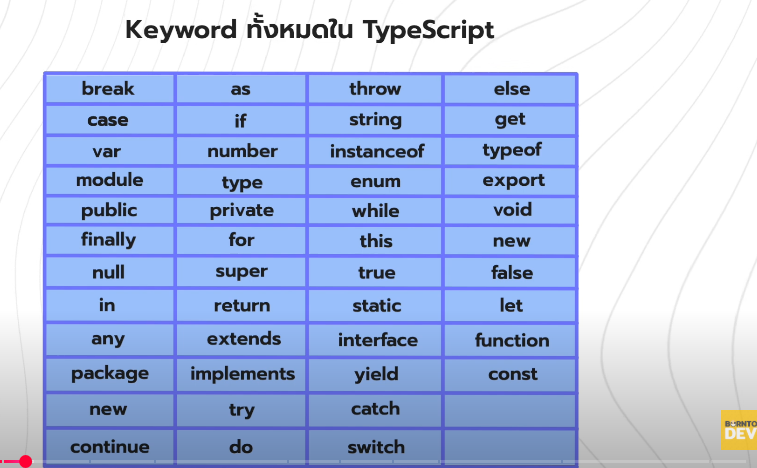 Keyword ทั้งหมดใน TypeScript
break as throw else
case if string get
var number instanceof typeof
module type enum export
public private while void
finally for this new
null super true false
in return static let
any extends interface function
package implements yield const
new try catch
continue do switch
BORNTO
DEV